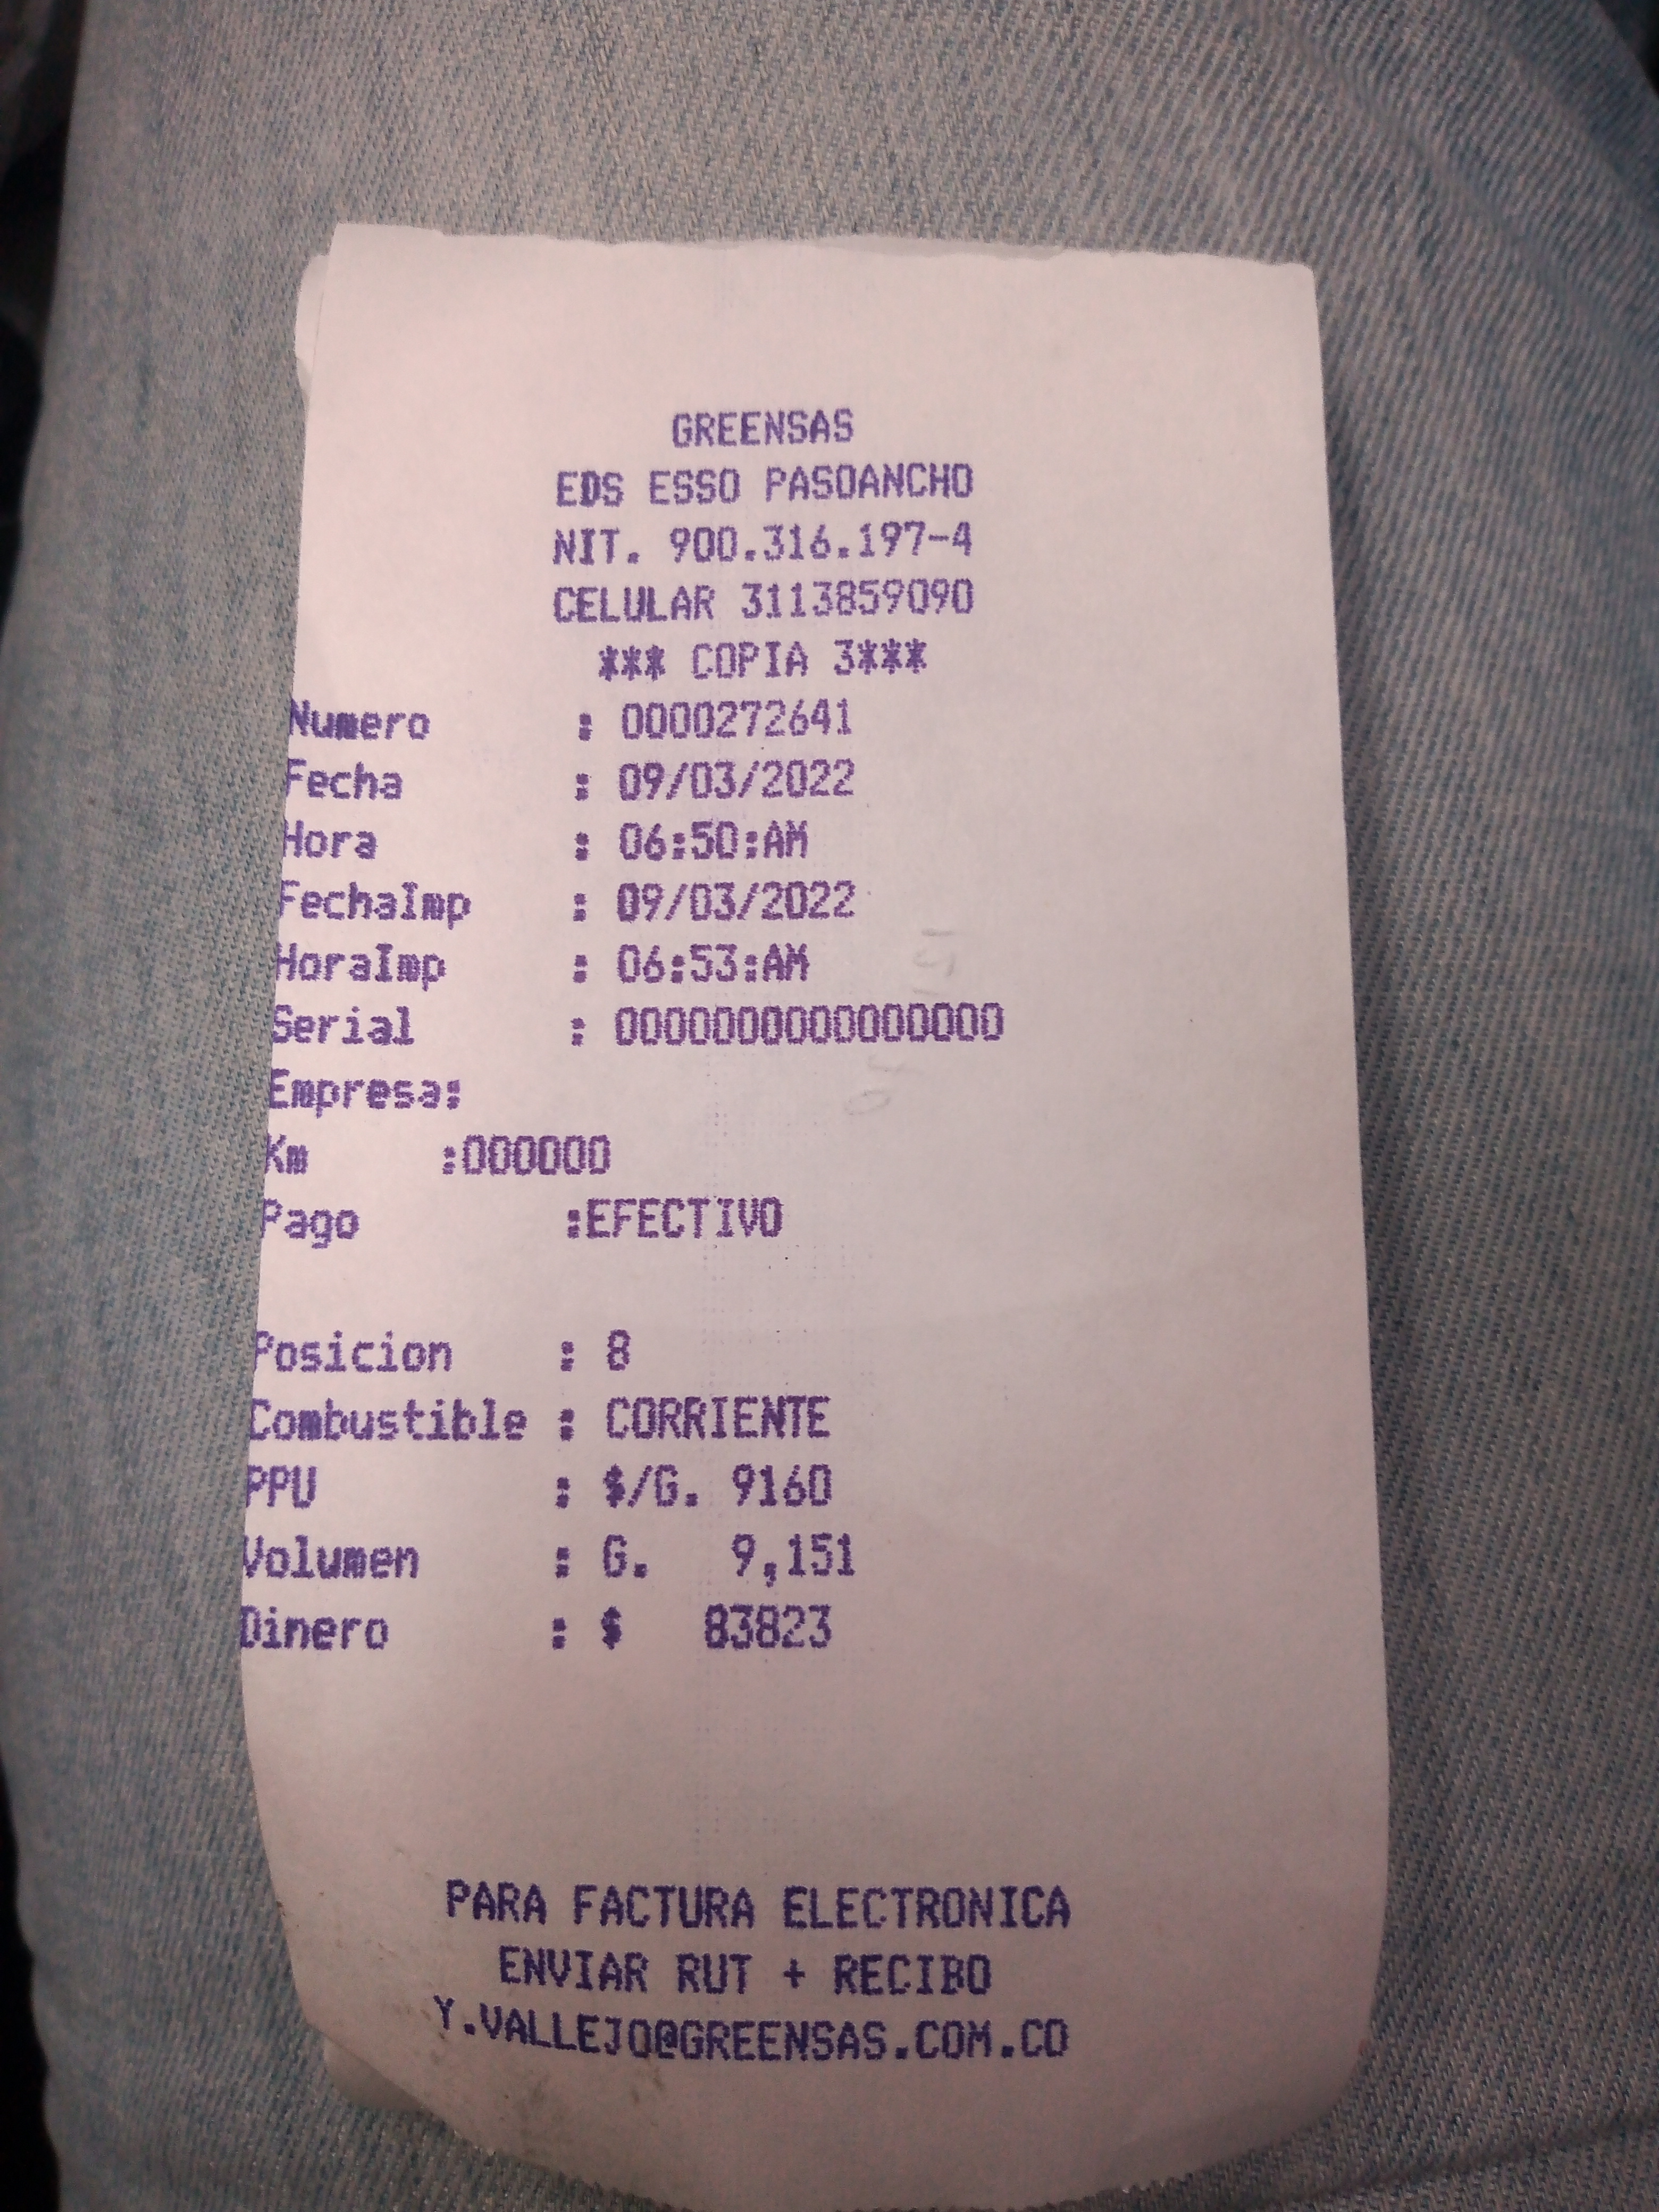 GREENSAS
EDS ESSO PASOANCHO
NIT. 900.316.197-4
CELULAR 3113859090
*** COPIA 3***
Numero : 0000272641
Fecha : 09/03/2022
Hora : 06:50:AM
FechaImp : 09/03/2022
HoraImp : 06:53:AM
Serial : 0000000000000000
Empresa:
Km :000000
Pago :EFECTIVO
Posicion : 8
Combustible : CORRIENTE
PPU : $/G. 9160
Volumen : G. 9,151
Dinero : $ 83823
PARA FACTURA ELECTRONICA
ENVIAR RUT + RECIBO
Y.VALLEJO@GREENSAS.COM.CO